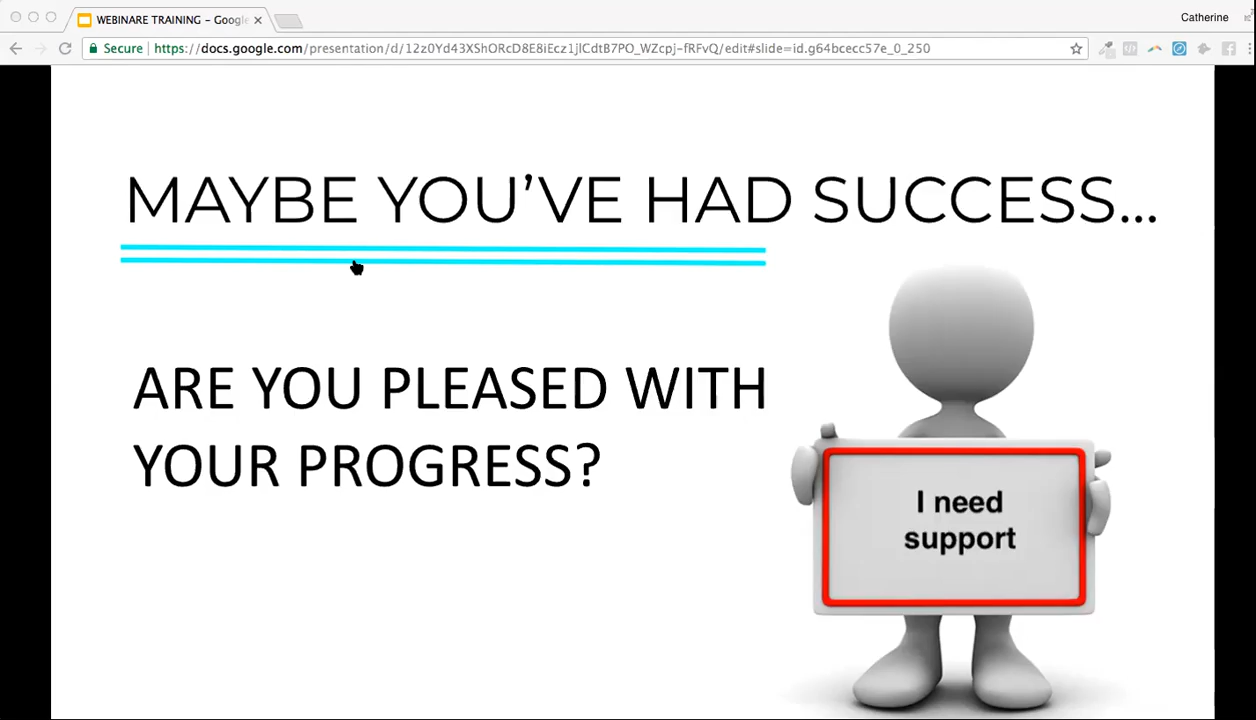 WEBINARE TRAINING – Google
Catherine
Secure
https://docs.google.com/presentation/d/12z0Yd43XShORcD8E8iEcz1jlCdtB7PO_WZcpj-fRFvQ/edit#slide=id.g64bcecc57e_0_250
MAYBE YOU’VE HAD SUCCESS...
ARE YOU PLEASED WITH
YOUR PROGRESS?
I need
support